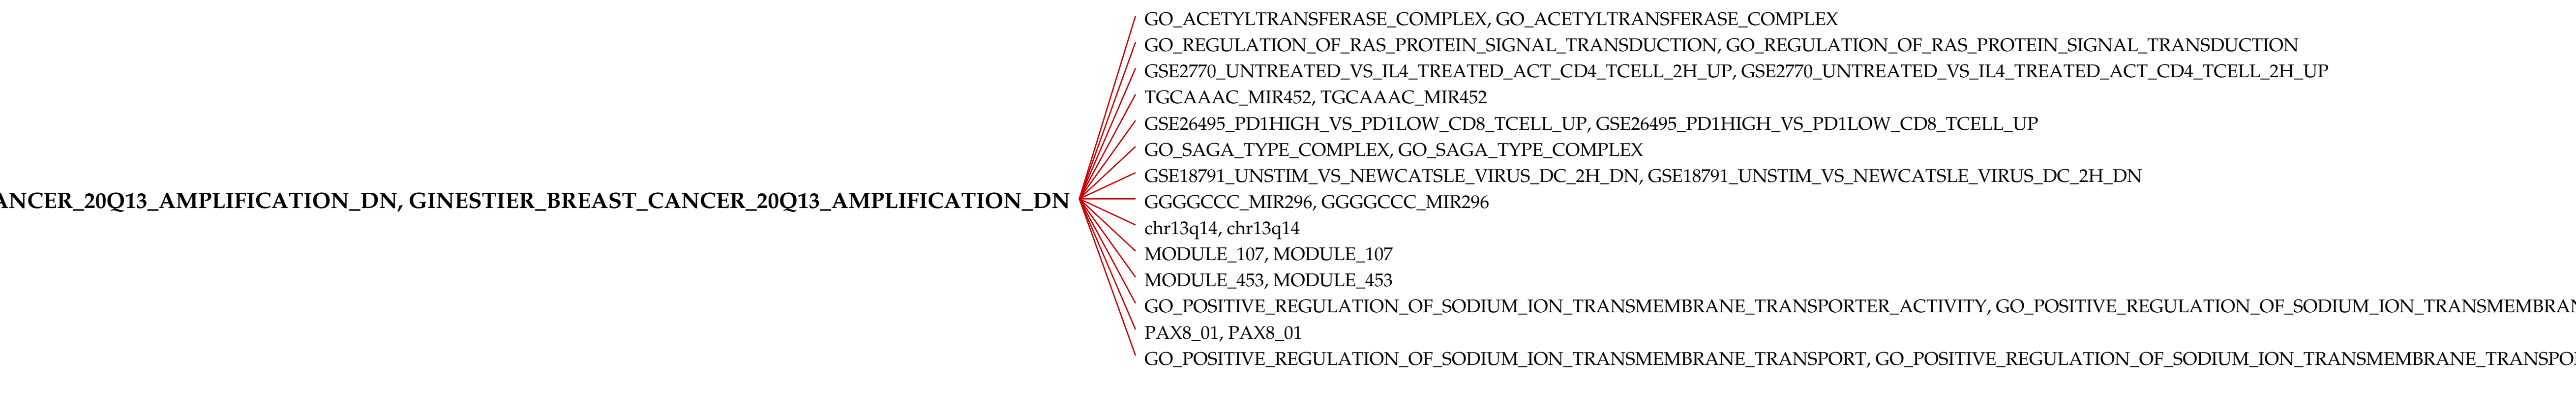 GO_ACETYLTRANSFERASE_COMPLEX, GO_ACETYLTRANSFERASE_COMPLEX
GO_REGULATION_OF_RAS_PROTEIN_SIGNAL_TRANSDUCTION, GO_REGULATION_OF_RAS_PROTEIN_SIGNAL_TRANSDUCTION
GSE2770_UNTREATED_VS_IL4_TREATED_ACT_CD4_TCELL_2H_UP, GSE2770_UNTREATED_VS_IL4_TREATED_ACT_CD4_TCELL_2H_UP
TGCAAAC_MIR452, TGCAAAC_MIR452
GSE26495_PD1HIGH_VS_PD1LOW_CD8_TCELL_UP, GSE26495_PD1HIGH_VS_PD1LOW_CD8_TCELL_UP
GO_SAGA_TYPE_COMPLEX, GO_SAGA_TYPE_COMPLEX
GSE18791_UNSTIM_VS_NEWCATSLE_VIRUS_DC_2H_DN, GSE18791_UNSTIM_VS_NEWCATSLE_VIRUS_DC_2H_DN
ANCER_20Q13_AMPLIFICATION_DN, GINESTIER_BREAST_CANCER_20Q13_AMPLIFICATION_DN
GGGGCCC_MIR296, GGGGCCC_MIR296
chr13q14, chr13q14
MODULE_107, MODULE_107
MODULE_453, MODULE_453
GO_POSITIVE_REGULATION_OF_SODIUM_ION_TRANSMEMBRANE_TRANSPORTER_ACTIVITY, GO_POSITIVE_REGULATION_OF_SODIUM_ION_TRANSMEMBRAN
PAX8_01, PAX8_01
GO_POSITIVE_REGULATION_OF_SODIUM_ION_TRANSMEMBRANE_TRANSPORT, GO_POSITIVE_REGULATION_OF_SODIUM_ION_TRANSMEMBRANE_TRANSPO